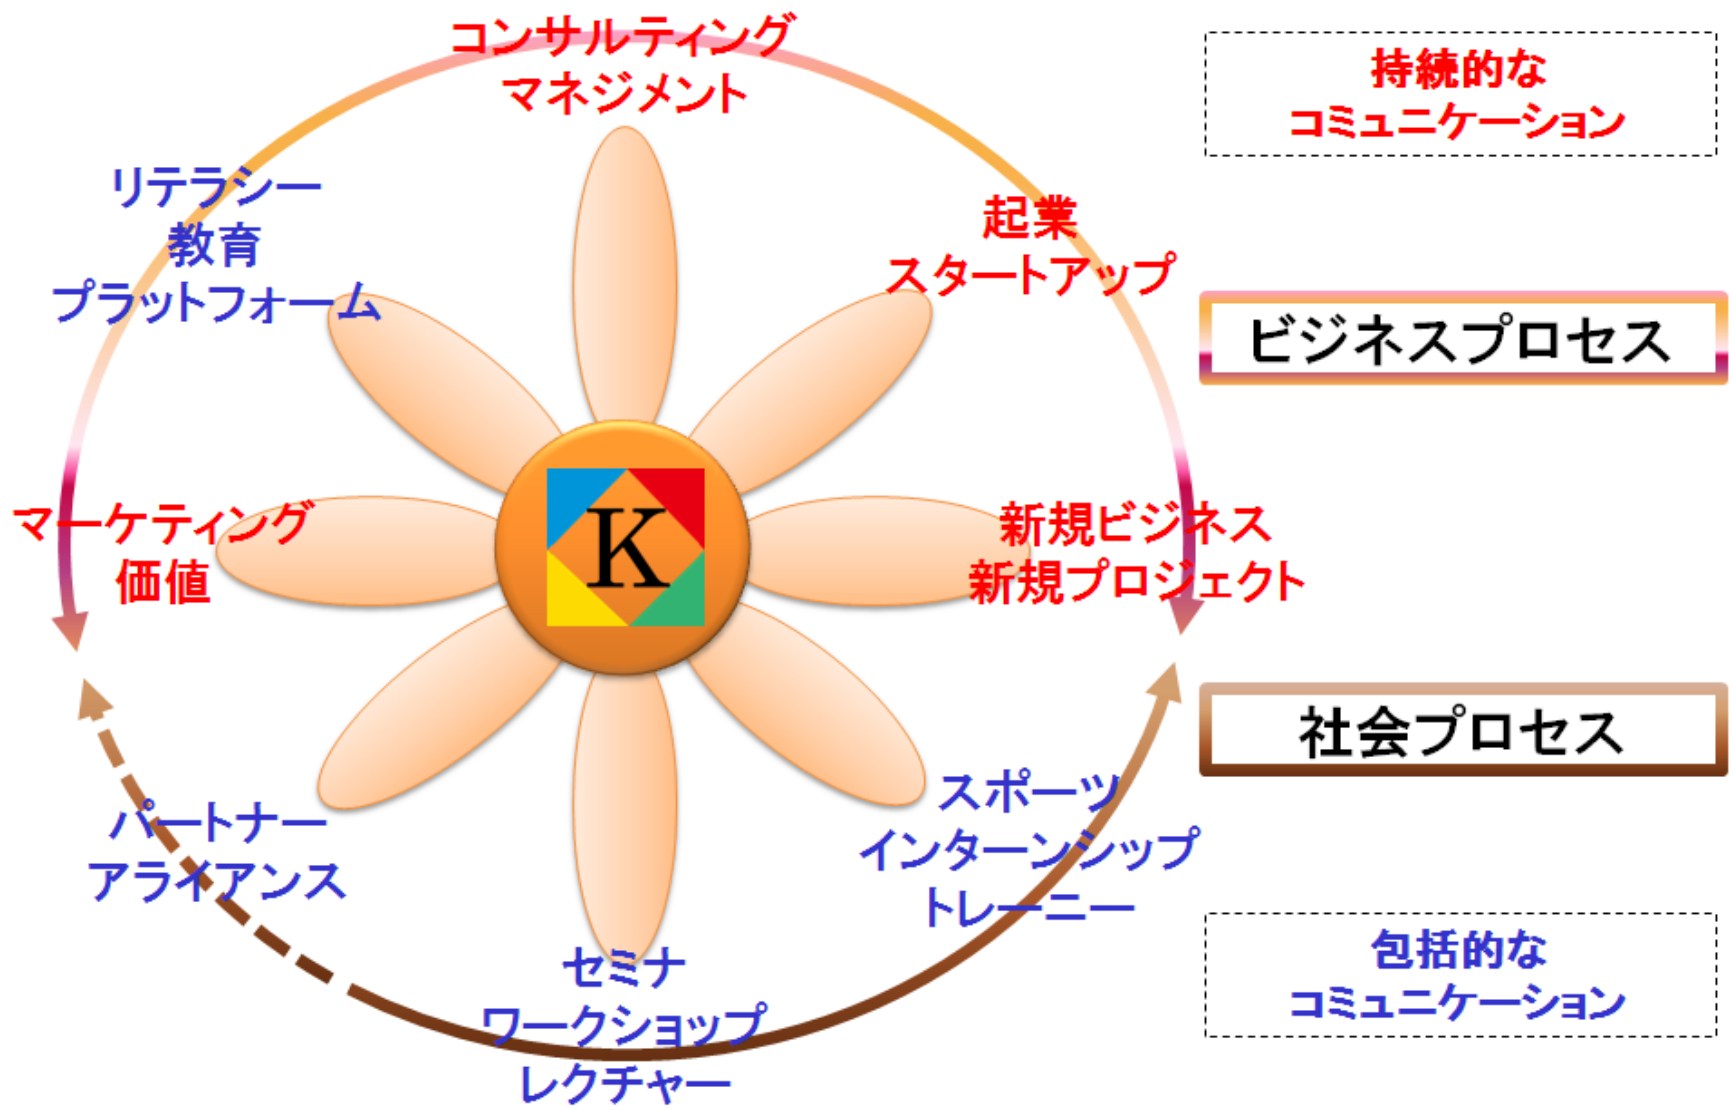 コンサルティング
マネジメント
持続的な
コミュニケーション
リテラシー
教育
プラットフォーム
起業
スタートアップ
ビジネスプロセス
マーケティング
価値
K
新規ビジネス
新規プロジェクト
社会プロセス
パートナー
アライアンス
スポーツ
インターンシップ
トレーニー
セミナ
ワークショップ
レクチャー
包括的な
コミュニケーション